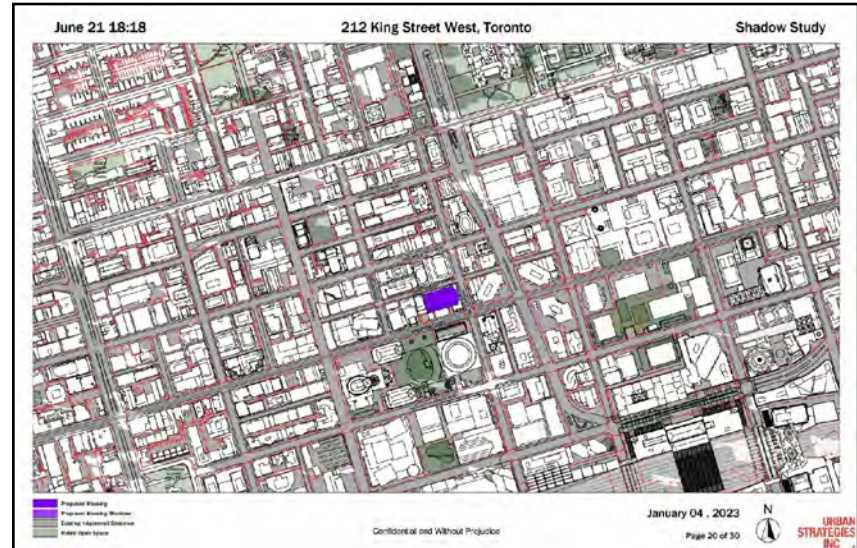 June 21 18:18
212 King Street West, Toronto
Shadow Study
Proposed Massing
Proposed Massing Shadows
Existing + Approved Shadows
Public Open Space
Confidential and Without Prejudice
January 04 . 2023
Page 20 of 30
N
URBAN
STRATEGIES
INC .